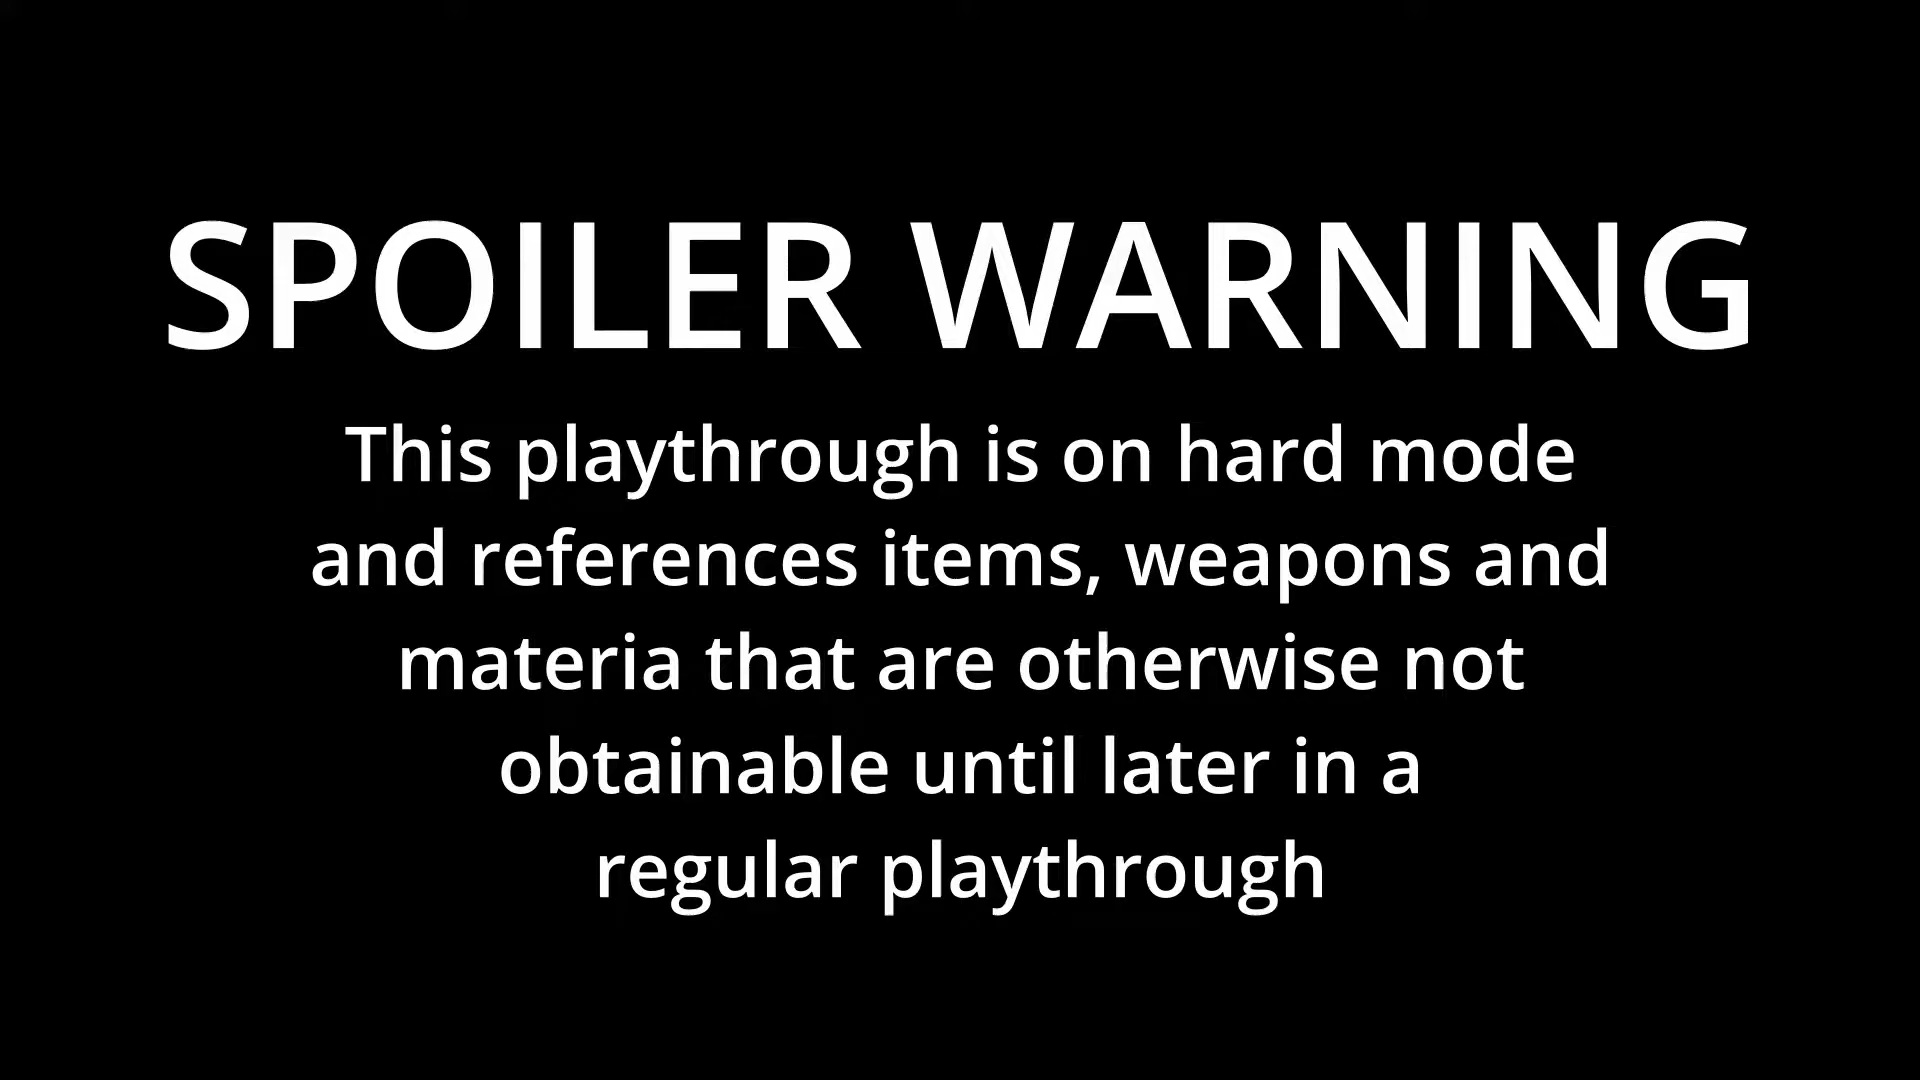 SPOILER WARNING
This playthrough is on hard mode
and references items, weapons and
materia that are otherwise not
obtainable until later in a
regular playthrough